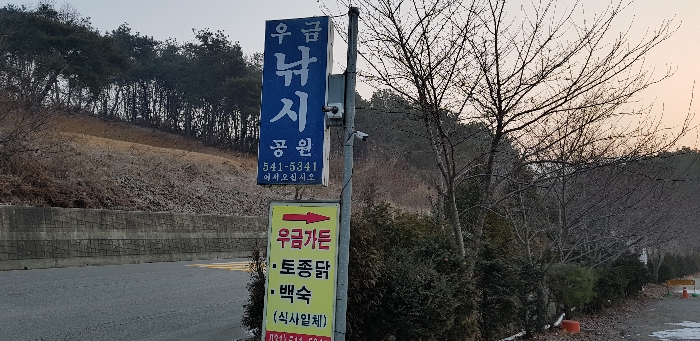 우금
낚시
공원
541-5341
어서오십시오
우금가든
· 토종닭
· 백숙
(식사일체)